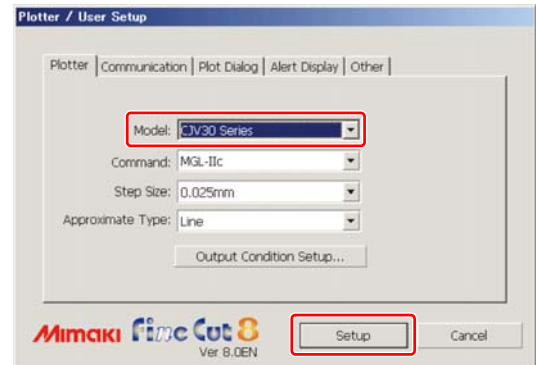 Plotter / User Setup
Plotter Communication Plot Dialog Alert Display Other
Model: CJV30 Series
Command: MGL-IIc
Step Size: 0.025mm
Approximate Type: Line
Output Condition Setup...
Mimaki Fine Cut 8 Setup Cancel
Ver 8.0EN